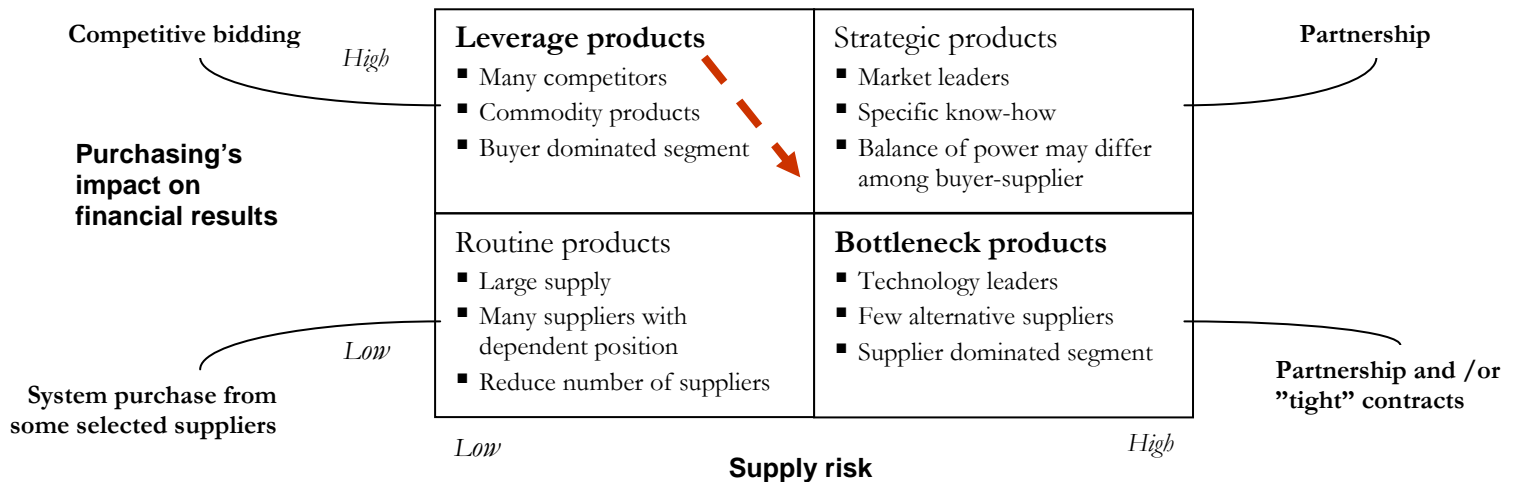 Competitive bidding
High
Leverage products
▪ Many competitors
▪ Commodity products
▪ Buyer dominated segment
Strategic products
▪ Market leaders
▪ Specific know-how
▪ Balance of power may differ
among buyer-supplier
Partnership
Purchasing's
impact on
financial results
Routine products
▪ Large supply
▪ Many suppliers with
dependent position
▪ Reduce number of suppliers
Bottleneck products
▪ Technology leaders
▪ Few alternative suppliers
▪ Supplier dominated segment
Low
System purchase from
some selected suppliers
Partnership and /or
”tight” contracts
Low
High
Supply risk